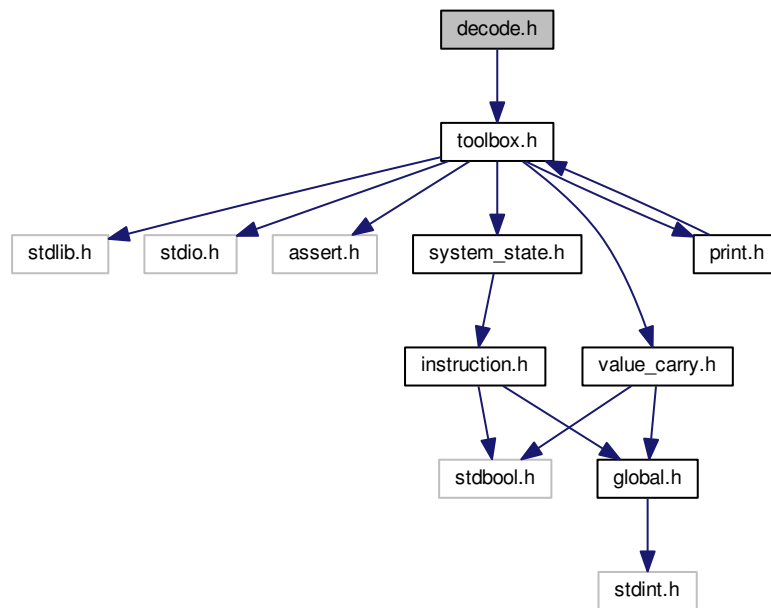 decode.h
toolbox.h
stdlib.h
stdio.h
assert.h
system_state.h
print.h
instruction.h
value_carry.h
stdbool.h
global.h
stdint.h